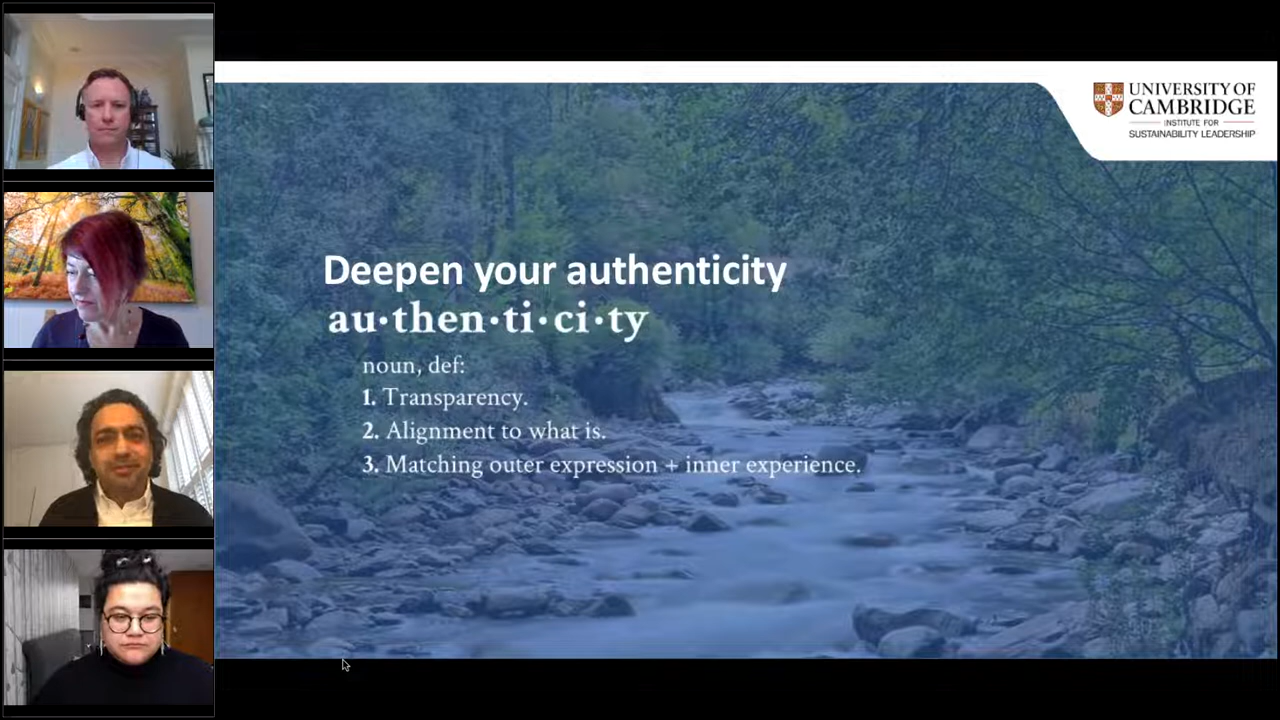 UNIVERSITY OF
CAMBRIDGE
INSTITUTE FOR
SUSTAINABILITY LEADERSHIP
Deepen your authenticity
au·then·ti·ci·ty
noun, def:
1. Transparency.
2. Alignment to what is.
3. Matching outer expression + inner experience.